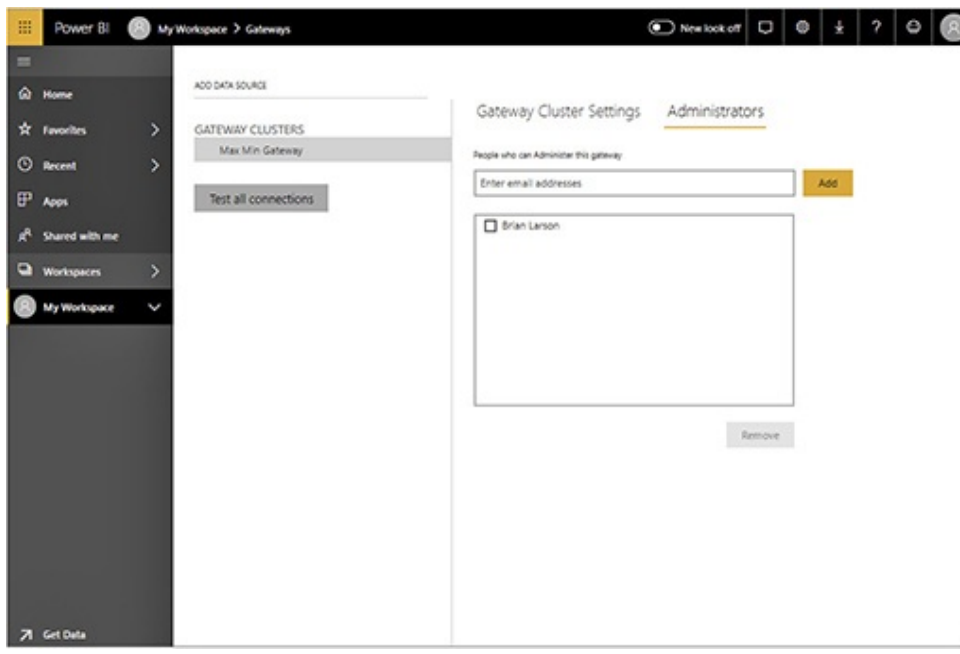 Power BI My Workspace > Gateways New look off ?
Home
Favorites
Recent
Apps
Shared with me
Workspaces
My Workspace
Get Data
ADD DATA SOURCE
GATEWAY CLUSTERS
Max Min Gateway
Test all connections
Gateway Cluster Settings Administrators
People who can Administer this gateway
Enter email addresses Add
Brian Larson
Remove